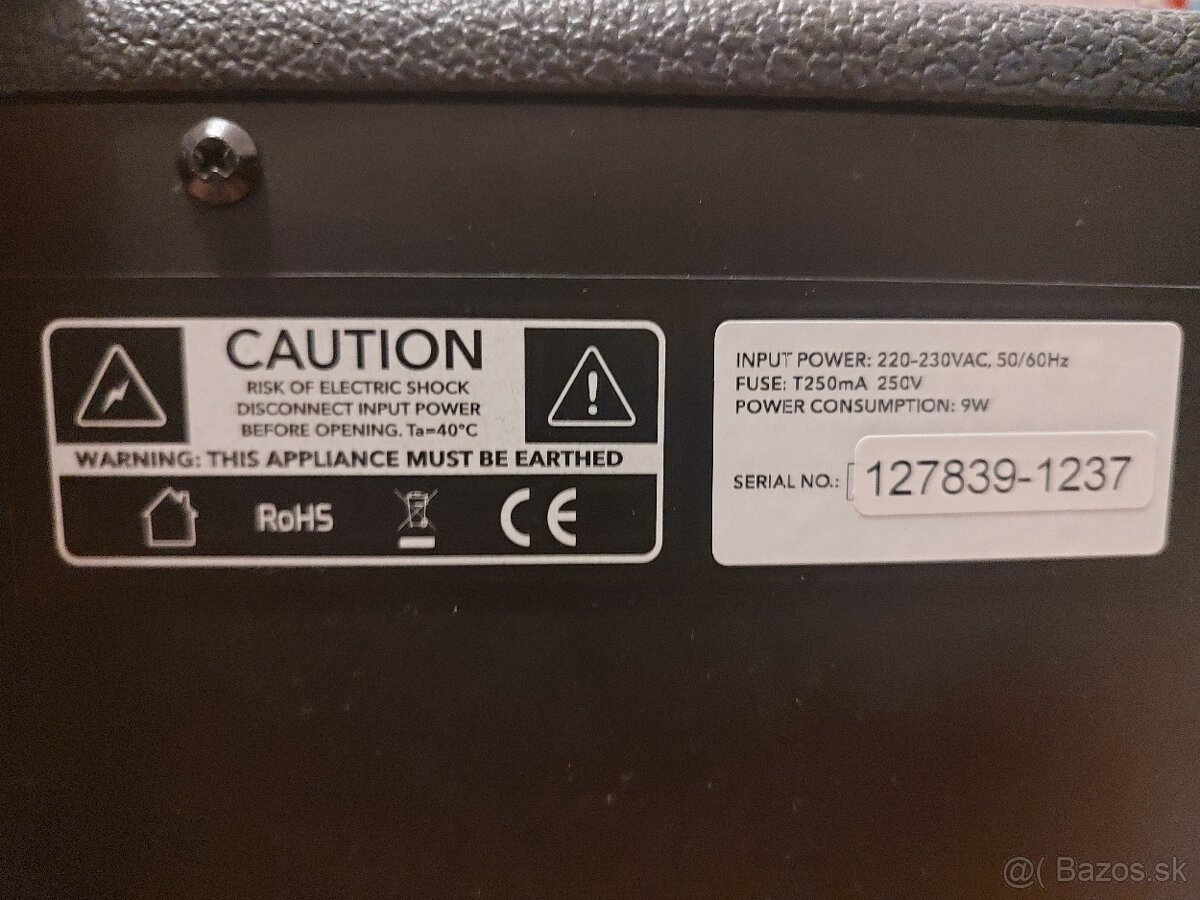 CAUTION
RISK OF ELECTRIC SHOCK
DISCONNECT INPUT POWER
BEFORE OPENING. Ta=40°C
WARNING: THIS APPLIANCE MUST BE EARTHED
RoHS
CE
INPUT POWER: 220-230VAC, 50/60Hz
FUSE: T250mA 250V
POWER CONSUMPTION: 9W
SERIAL NO.: 127839-1237
@( Bazos.sk